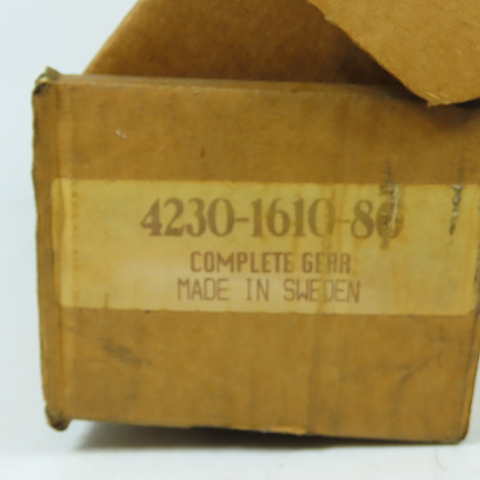 4230-1610-80
COMPLETE GEAR
MADE IN SWEDEN